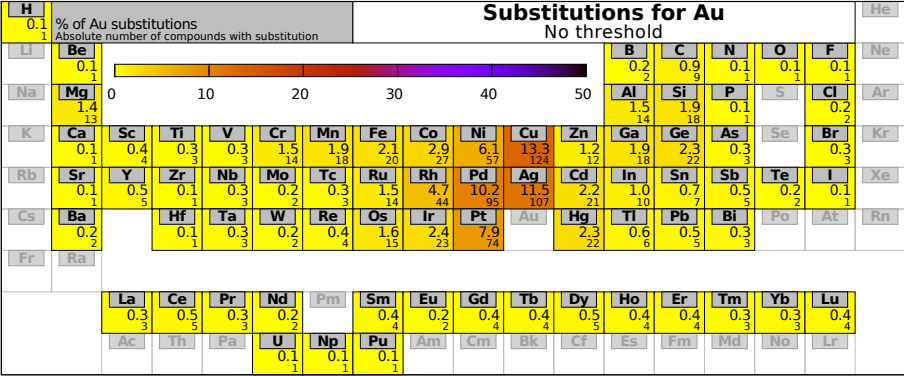 H He
0.1
1
% of Au substitutions
Absolute number of compounds with substitution
Substitutions for Au
No threshold
Li Be B C N O F Ne
0.1 0.2 0.9 0.1 0.1 0.1
1 2 9 1 1 1
0 10 20 30 40 50
Na Mg Al Si P S Cl Ar
1.4 1.5 1.9 0.1 0.2
13 14 18 1 2
K Ca Sc Ti V Cr Mn Fe Co Ni Cu Zn Ga Ge As Se Br Kr
0.1 0.4 0.3 0.3 1.5 1.9 2.1 2.9 6.1 13.3 1.2 1.9 2.3 0.3 0.3
1 4 3 3 14 18 20 27 57 124 12 18 22 3 3
Rb Sr Y Zr Nb Mo Tc Ru Rh Pd Ag Cd In Sn Sb Te I Xe
0.1 0.5 0.1 0.3 0.2 0.3 1.5 4.7 10.2 11.5 2.2 1.0 0.7 0.5 0.2 0.1
1 5 1 3 2 3 14 44 95 107 21 10 7 5 2 1
Cs Ba Hf Ta W Re Os Ir Pt Au Hg Tl Pb Bi Po At Rn
0.2 0.1 0.3 0.2 0.4 1.6 2.4 7.9 2.3 0.6 0.5 0.3
2 1 3 2 4 15 23 74 22 6 5 3
Fr Ra
La Ce Pr Nd Pm Sm Eu Gd Tb Dy Ho Er Tm Yb Lu
0.3 0.5 0.3 0.2 0.4 0.2 0.4 0.4 0.5 0.4 0.4 0.3 0.3 0.4
3 5 3 2 4 2 4 4 5 4 4 3 3 4
Ac Th Pa U Np Pu Am Cm Bk Cf Es Fm Md No Lr
0.1 0.1 0.1
1 1 1